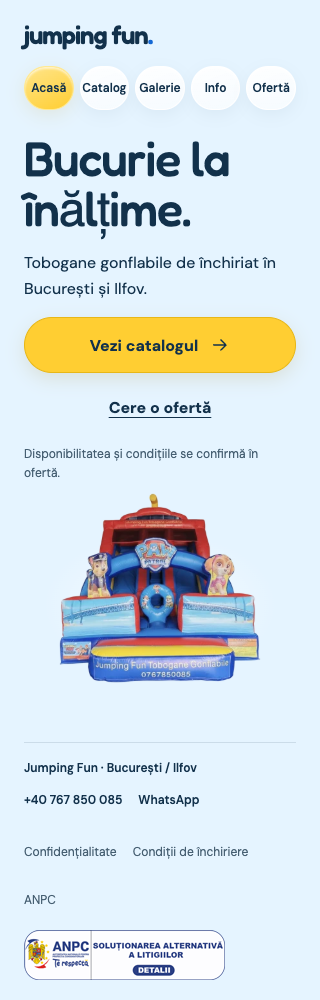 jumping fun.
Acasă Catalog Galerie Info Ofertă
Bucurie la
înălțime.
Tobogane gonflabile de închiriat în
București și Ilfov.
Vezi catalogul →
Cere o ofertă
Disponibilitatea și condițiile se confirmă în
ofertă.
PAW
PATROL
Jumping Fun Tobogane Gonflabile
0767850085
Jumping Fun · București / Ilfov
+40 767 850 085 WhatsApp
Confidențialitate Condiții de închiriere
ANPC
ANPC
Te respectă
SOLUȚIONAREA ALTERNATIVĂ
A LITIGIILOR
DETALII